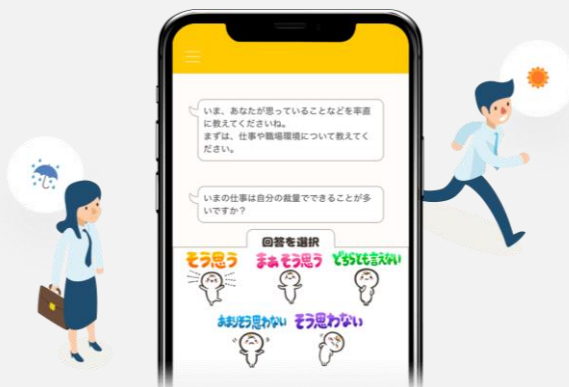 いま、あなたが思っていることなどを率直
に教えてくださいね。
まずは、仕事や職場環境について教えてく
ださい。
いまの仕事は自分の裁量でできることが多
いですか？
回答を選択
そう思う まあそう思う どちらとも言えない
あまりそう思わない そう思わない